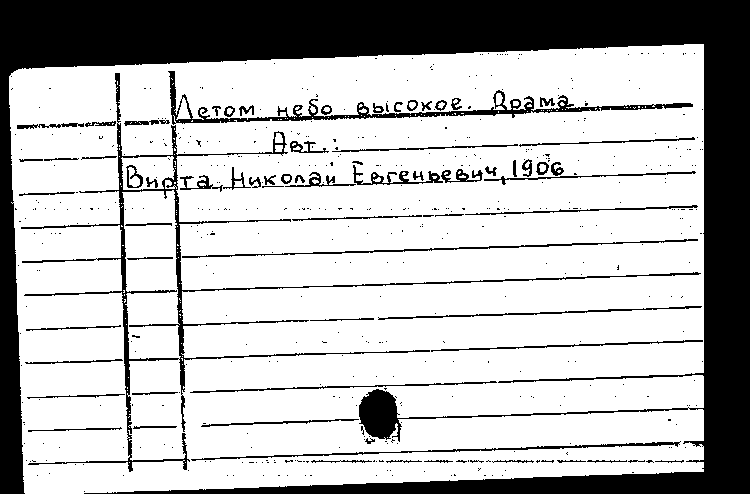 Летом небо высокое. Драма.
Авт.:
Вирта, Николай Евгеньевич, 1906.